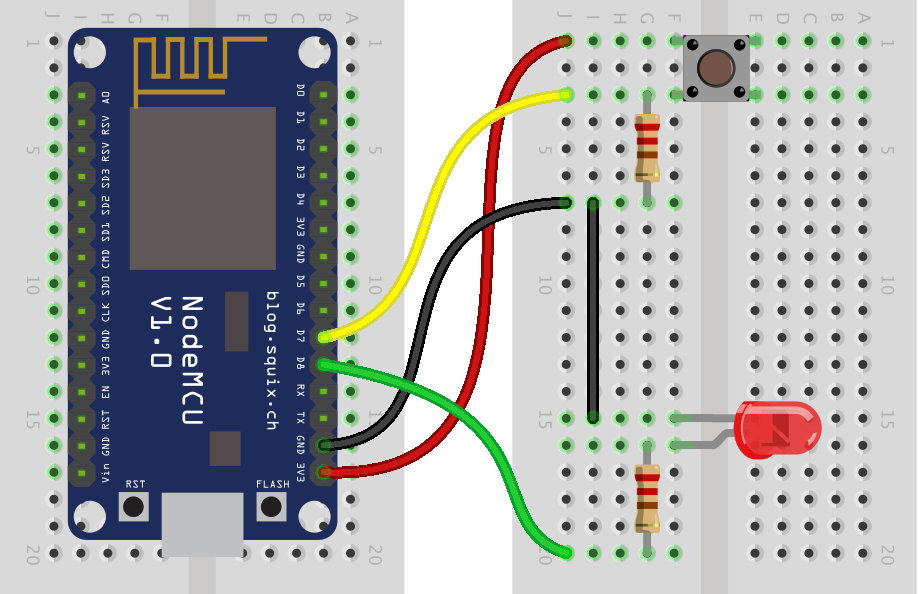 J I H G F E D C B A
J I H G F E D C B A
1 1 1 1
5 5 5 5
10 10 10 10
15 15 15 15
20 20 20
A0
RSV
RSV
SD3
SD2
SD1
CMD
SD0
CLK
GND
3V3
EN
RST
GND
Vin
D0
D1
D2
D3
D4
3V3
GND
D5
D6
D7
D8
RX
TX
GND
3V3
NodeMCU
V1.0
blog.squix.ch
RST
FLASH